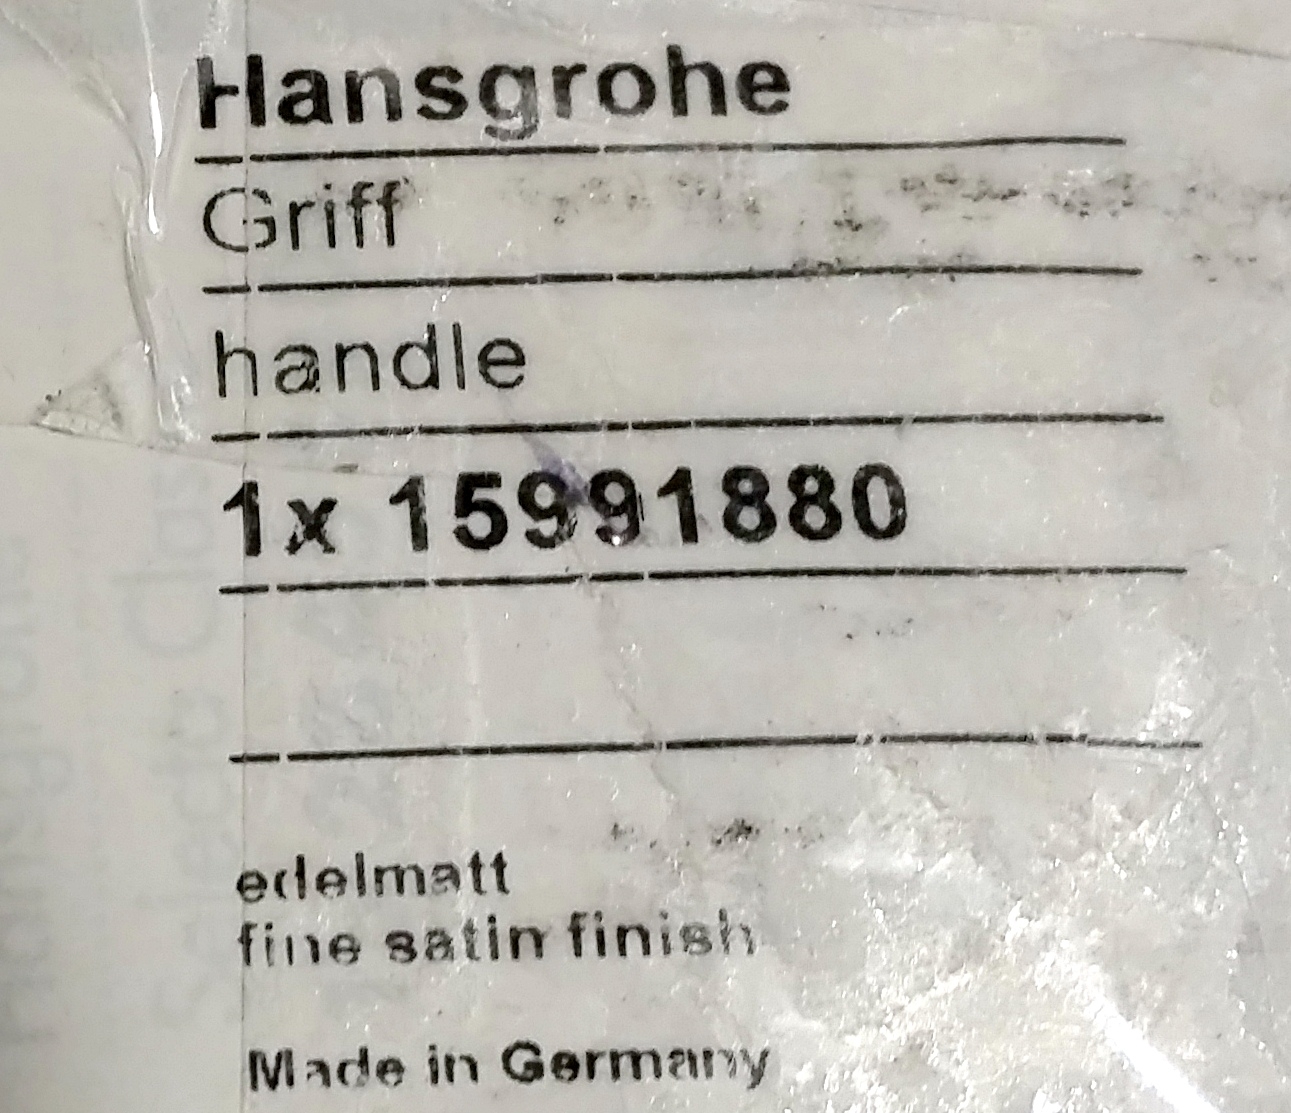 Hansgrohe
Griff
handle
1x 15991880
edelmatt
fine satin finish
Made in Germany